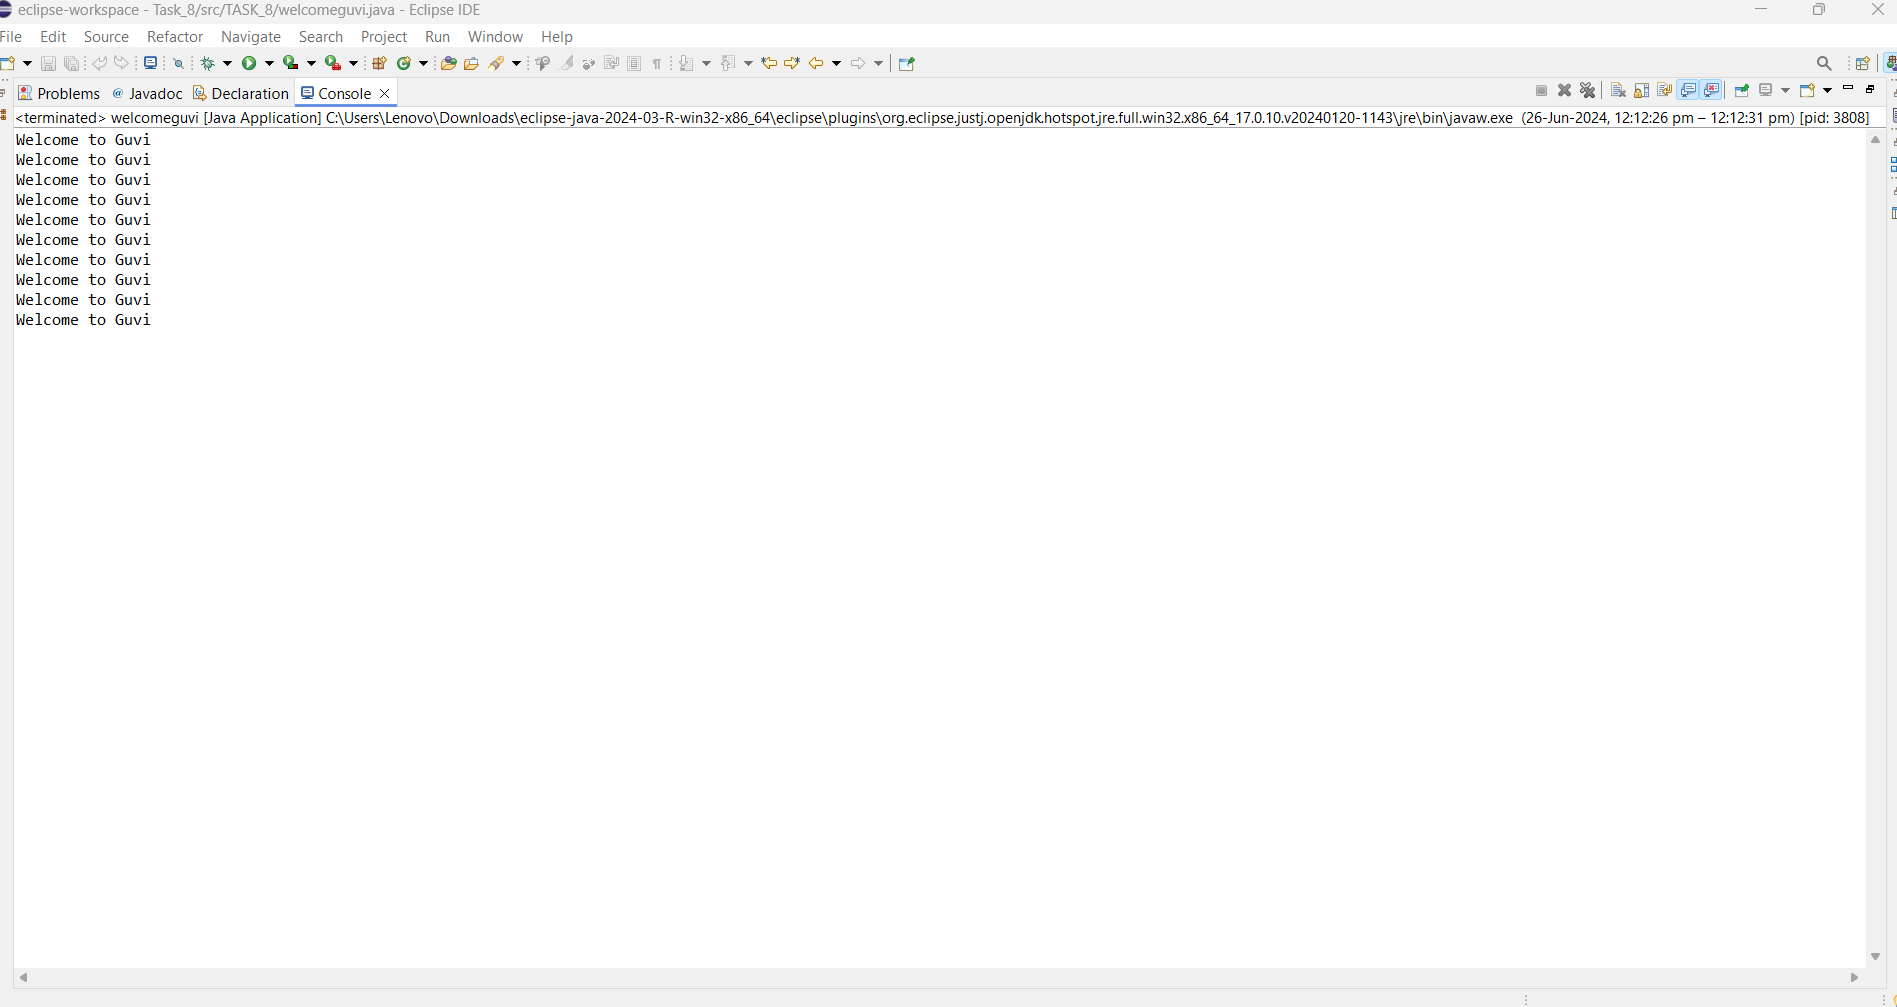 eclipse-workspace - Task_8/src/TASK_8/welcomeguvi.java - Eclipse IDE
File Edit Source Refactor Navigate Search Project Run Window Help
Problems @ Javadoc Declaration Console
<terminated> welcomeguvi [Java Application] C:\Users\Lenovo\Downloads\eclipse-java-2024-03-R-win32-x86_64\eclipse\plugins\org.eclipse.justj.openjdk.hotspot.jre.full.win32.x86_64_17.0.10.v20240120-1143\jre\bin\javaw.exe (26-Jun-2024, 12:12:26 pm – 12:12:31 pm) [pid: 3808]
Welcome to Guvi
Welcome to Guvi
Welcome to Guvi
Welcome to Guvi
Welcome to Guvi
Welcome to Guvi
Welcome to Guvi
Welcome to Guvi
Welcome to Guvi
Welcome to Guvi